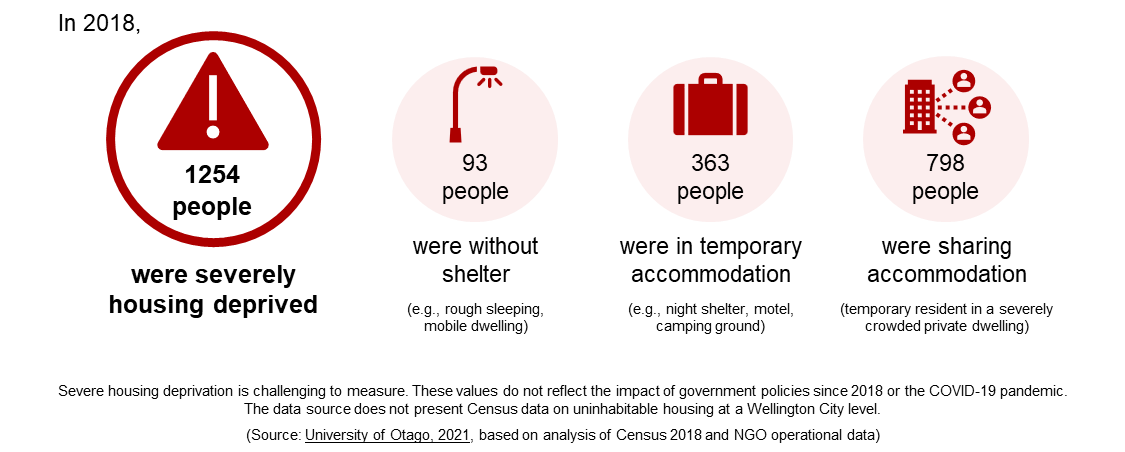 In 2018,
1254
people
were severely
housing deprived
93
people
were without
shelter
(e.g., rough sleeping,
mobile dwelling)
363
people
were in temporary
accommodation
(e.g., night shelter, motel,
camping ground)
798
people
were sharing
accommodation
(temporary resident in a severely
crowded private dwelling)
Severe housing deprivation is challenging to measure. These values do not reflect the impact of government policies since 2018 or the COVID-19 pandemic.
The data source does not present Census data on uninhabitable housing at a Wellington City level.
(Source: University of Otago, 2021, based on analysis of Census 2018 and NGO operational data)